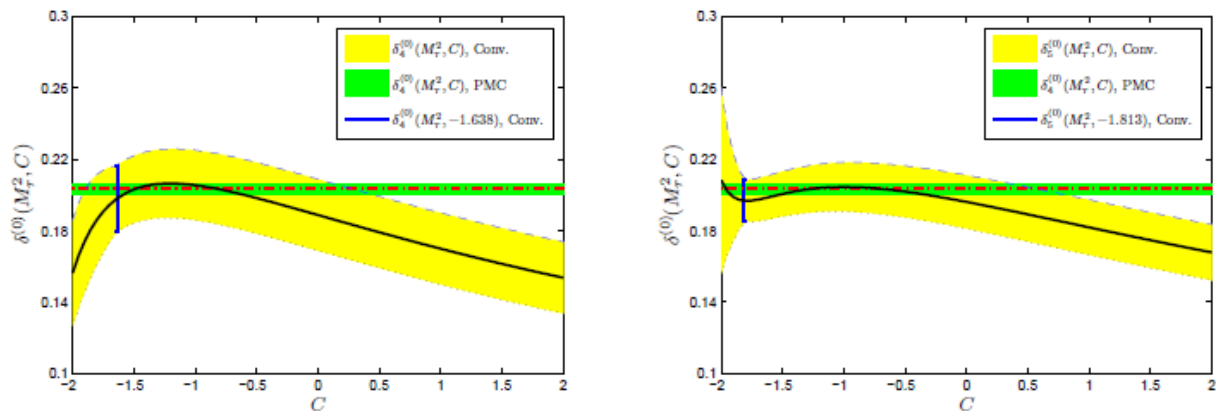 0.3
0.26
0.22
0.18
0.14
0.1
δ^{(0)}(M_τ^2, C)
δ_4^{(0)}(M_τ^2, C), Conv.
δ_4^{(0)}(M_τ^2, C), PMC
δ_4^{(0)}(M_τ^2, −1.638), Conv.
−2 −1.5 −1 −0.5 0 0.5 1 1.5 2
C
0.3
0.26
0.22
0.18
0.14
0.1
δ^{(0)}(M_τ^2, C)
δ_5^{(0)}(M_τ^2, C), Conv.
δ_4^{(0)}(M_τ^2, C), PMC
δ_5^{(0)}(M_τ^2, −1.813), Conv.
−2 −1.5 −1 −0.5 0 0.5 1 1.5 2
C